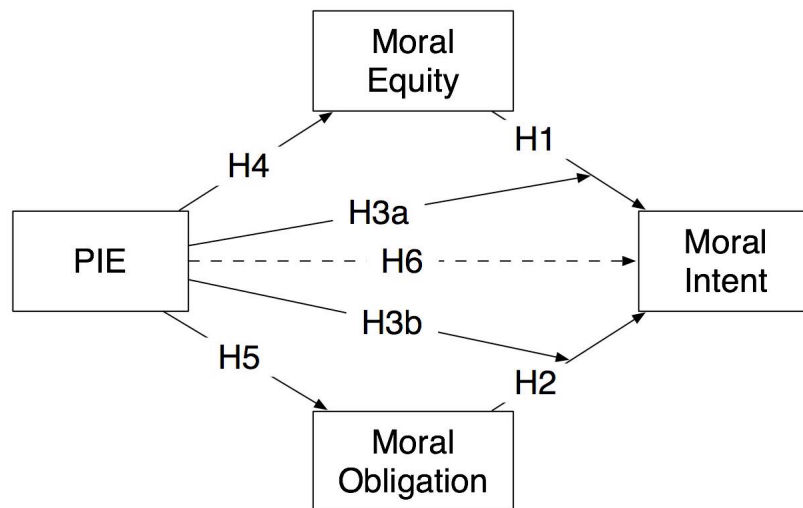 Moral
Equity
H1
H4
H3a
PIE
H6
Moral
Intent
H3b
H5
H2
Moral
Obligation